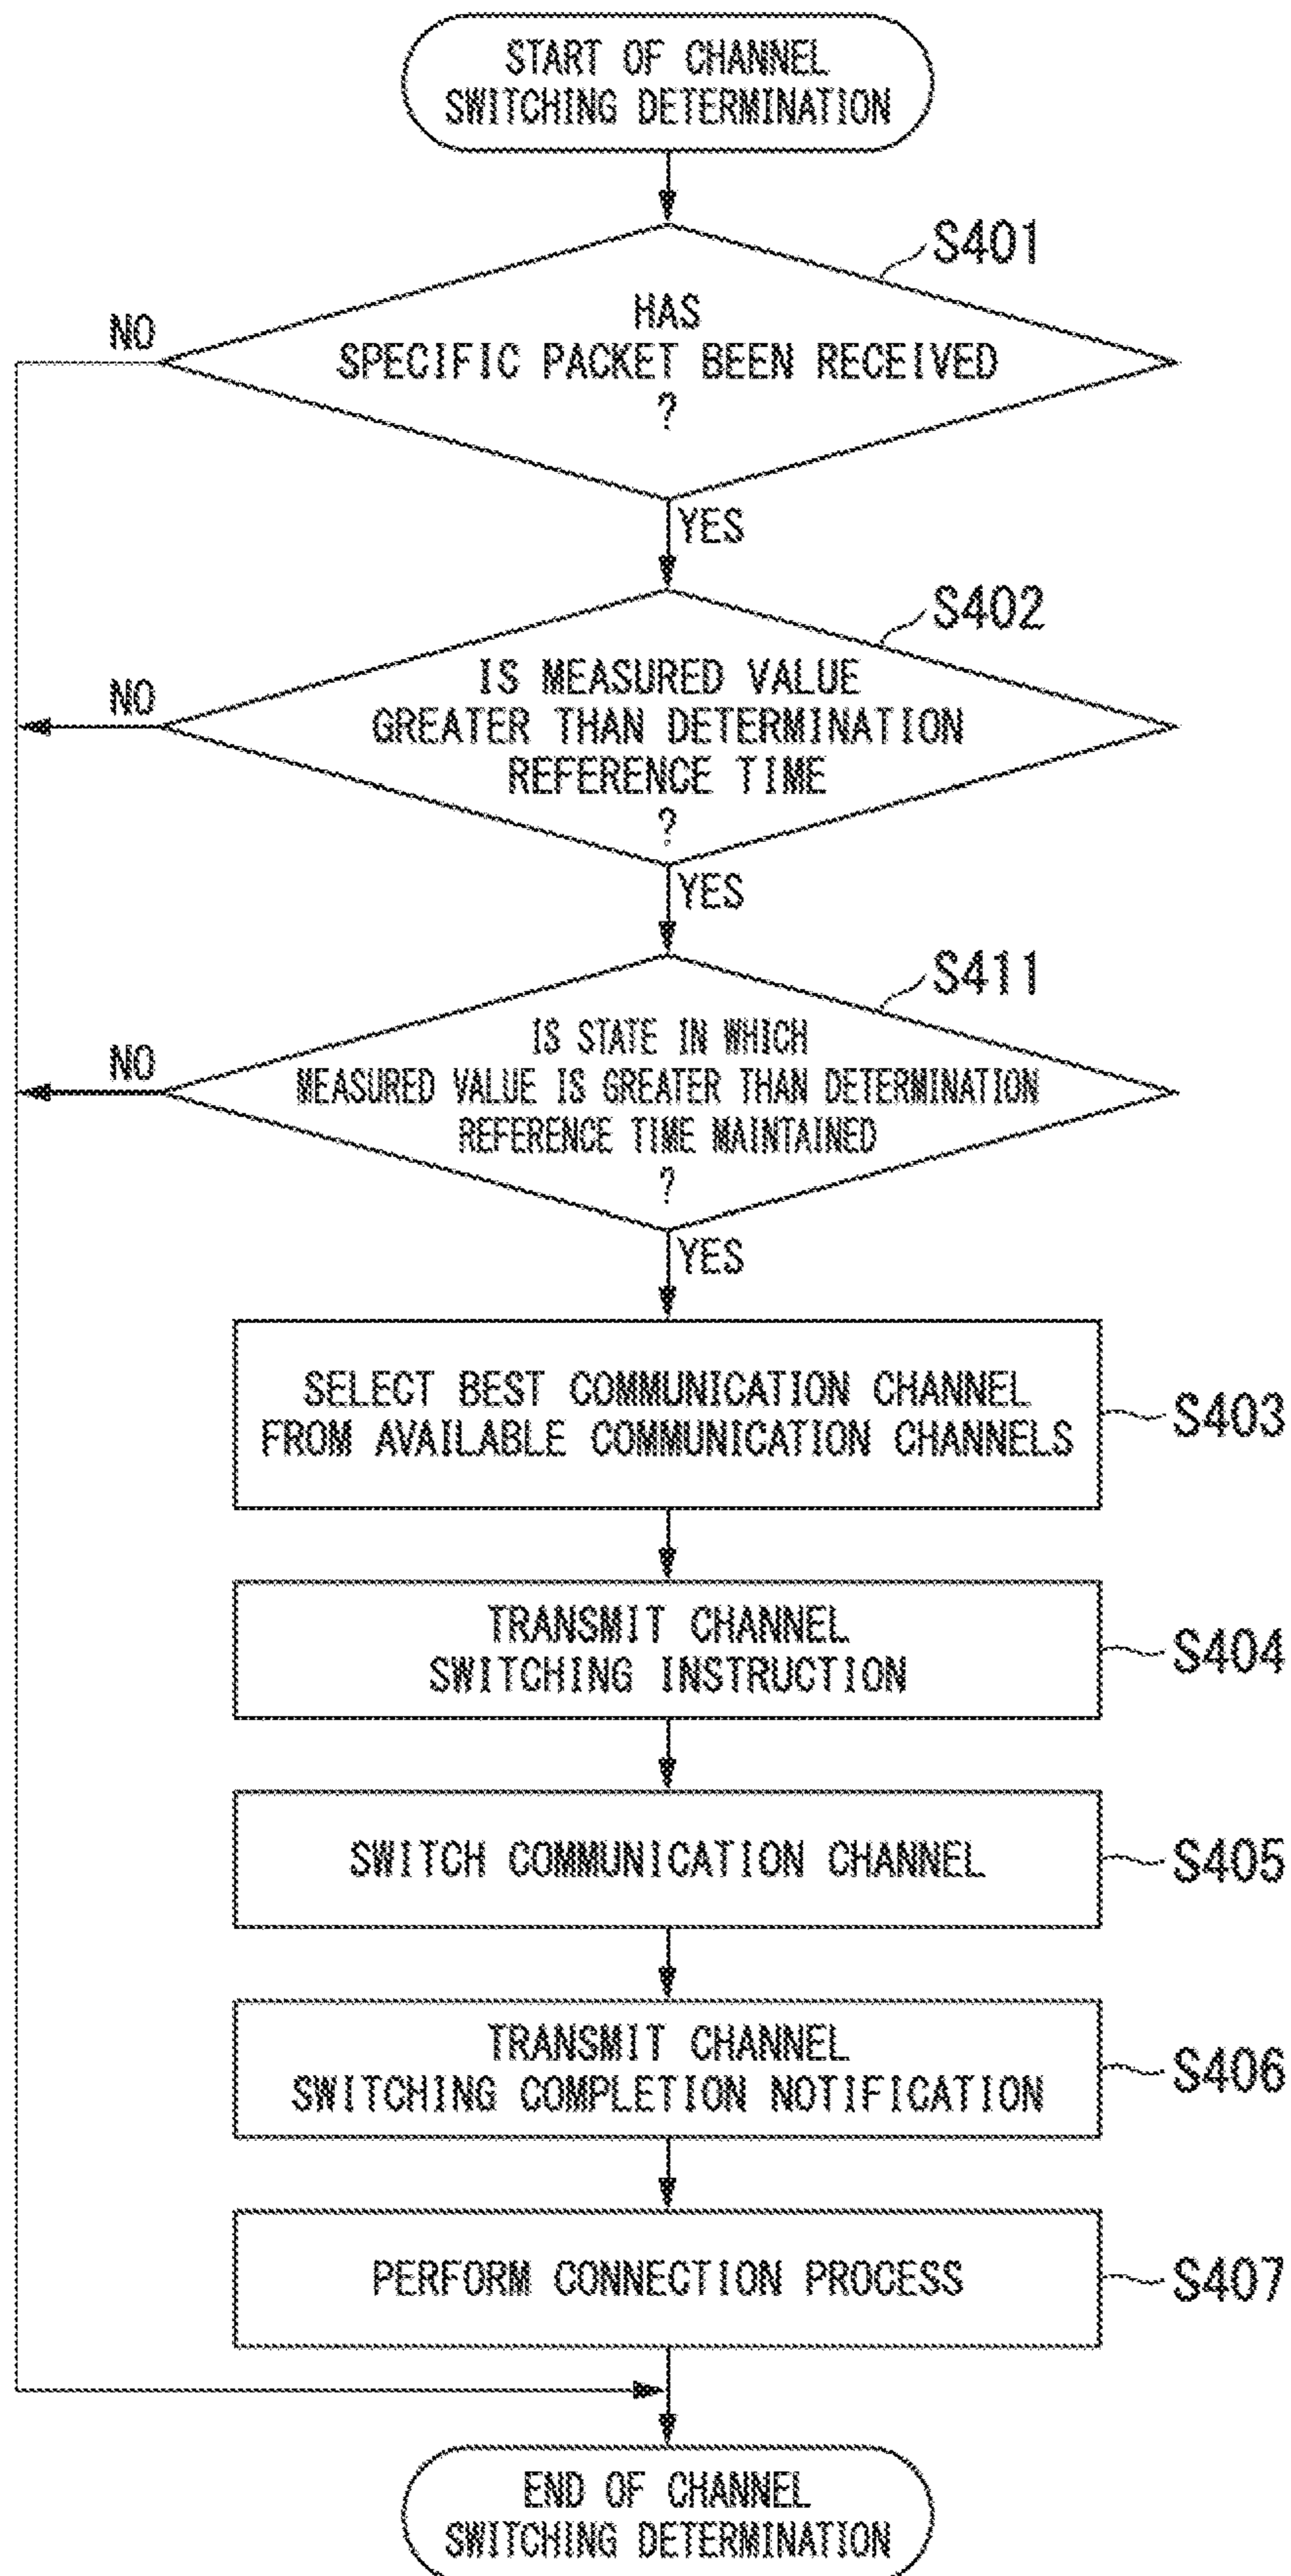 START OF CHANNEL
SWITCHING DETERMINATION
S401
NO
HAS
SPECIFIC PACKET BEEN RECEIVED
?
YES
S402
NO
IS MEASURED VALUE
GREATER THAN DETERMINATION
REFERENCE TIME
?
YES
S411
NO
IS STATE IN WHICH
MEASURED VALUE IS GREATER THAN DETERMINATION
REFERENCE TIME MAINTAINED
?
YES
SELECT BEST COMMUNICATION CHANNEL
FROM AVAILABLE COMMUNICATION CHANNELS
S403
TRANSMIT CHANNEL
SWITCHING INSTRUCTION
S404
SWITCH COMMUNICATION CHANNEL
S405
TRANSMIT CHANNEL
SWITCHING COMPLETION NOTIFICATION
S406
PERFORM CONNECTION PROCESS
S407
END OF CHANNEL
SWITCHING DETERMINATION